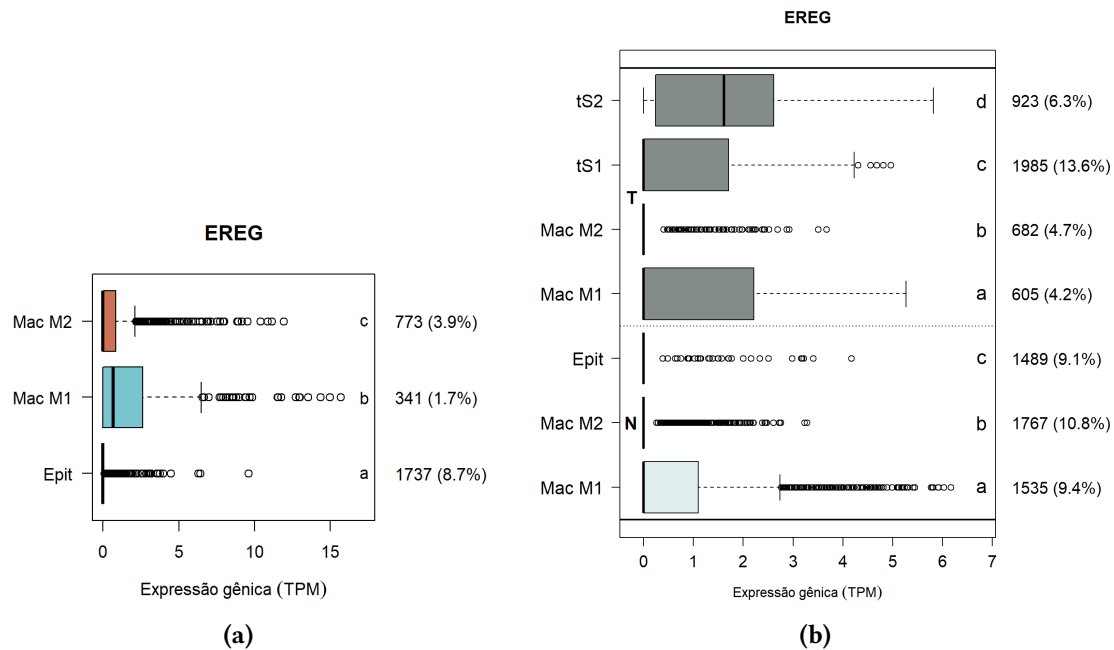 EREG
Mac M2 c 773 (3.9%)
Mac M1 b 341 (1.7%)
Epit a 1737 (8.7%)
0 5 10 15
Expressão gênica (TPM)
(a)
EREG
tS2 d 923 (6.3%)
tS1 c 1985 (13.6%)
T
Mac M2 b 682 (4.7%)
Mac M1 a 605 (4.2%)
Epit c 1489 (9.1%)
Mac M2 N b 1767 (10.8%)
Mac M1 a 1535 (9.4%)
0 1 2 3 4 5 6 7
Expressão gênica (TPM)
(b)